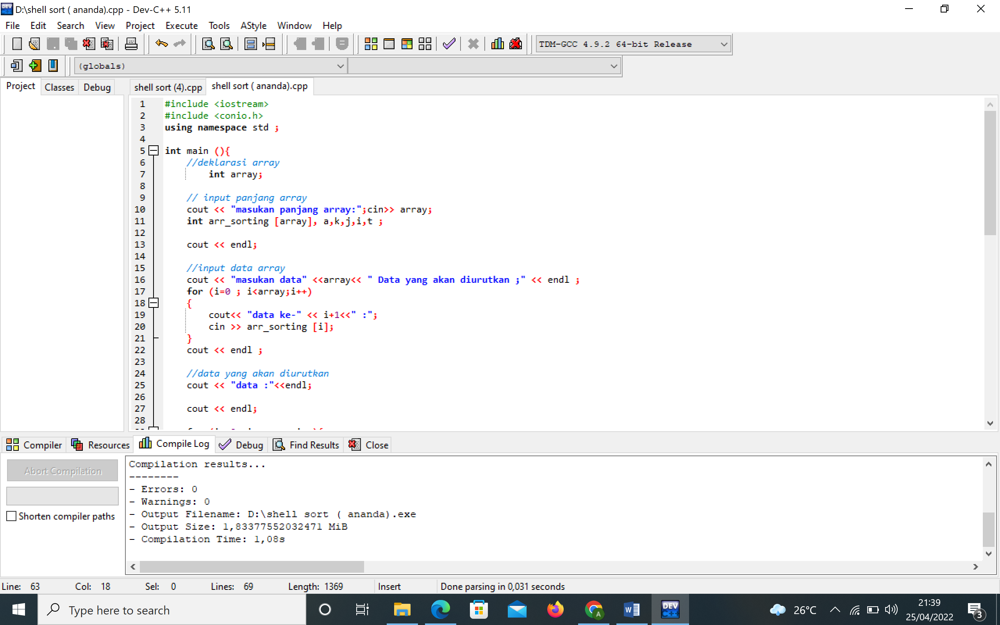 D:\shell sort ( ananda).cpp - Dev-C++ 5.11
File Edit Search View Project Execute Tools AStyle Window Help
TDM-GCC 4.9.2 64-bit Release
(globals)
Project Classes Debug shell sort (4).cpp shell sort ( ananda).cpp
1 #include <iostream>
2 #include <conio.h>
3 using namespace std ;
4
5 int main (){
6 //deklarasi array
7 int array;
8
9 // input panjang array
10 cout << "masukan panjang array:";cin>> array;
11 int arr_sorting [array], a,k,j,i,t ;
12
13 cout << endl;
14
15 //input data array
16 cout << "masukan data" <<array<< " Data yang akan diurutkan ;" << endl ;
17 for (i=0 ; i<array;i++)
18 {
19 cout<< "data ke-" << i+1<<" :";
20 cin >> arr_sorting [i];
21 }
22 cout << endl ;
23
24 //data yang akan diurutkan
25 cout << "data :"<<endl;
26
27 cout << endl;
28
Compiler Resources Compile Log Debug Find Results Close
Abort Compilation
Shorten compiler paths
Compilation results...
--------
- Errors: 0
- Warnings: 0
- Output Filename: D:\shell sort ( ananda).exe
- Output Size: 1,83377552032471 MiB
- Compilation Time: 1,08s
Line: 63 Col: 18 Sel: 0 Lines: 69 Length: 1369 Insert Done parsing in 0,031 seconds
Type here to search
DEV C++
26°C
21:39
25/04/2022
3